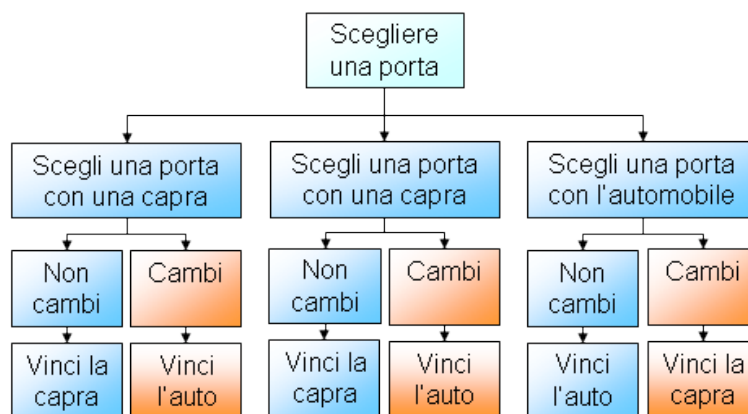 Scegliere
una porta
Scegli una porta
con una capra
Scegli una porta
con una capra
Scegli una porta
con l'automobile
Non
cambi
Cambi
Non
cambi
Cambi
Non
cambi
Cambi
Vinci la
capra
Vinci
l'auto
Vinci la
capra
Vinci
l'auto
Vinci
l'auto
Vinci la
capra